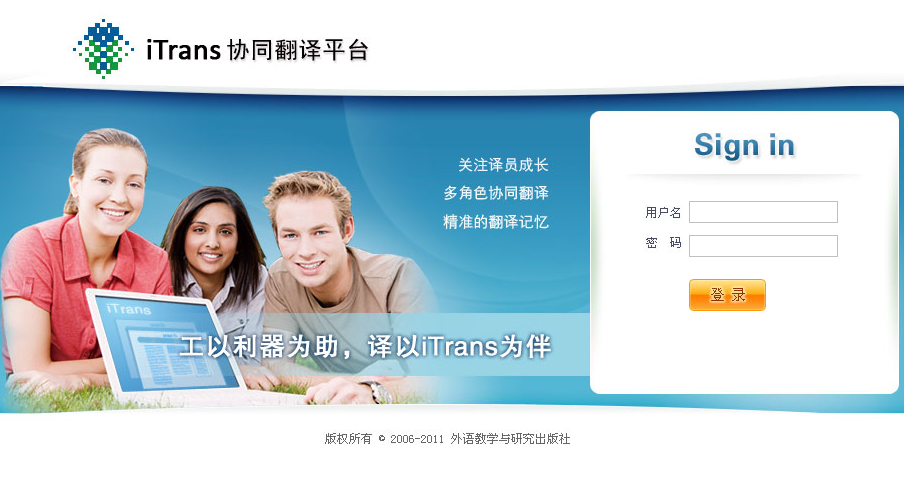 iTrans 协同翻译平台
关注译员成长
多角色协同翻译
精准的翻译记忆
iTrans
工以利器为助，译以iTrans为伴
Sign in
用户名
密 码
登 录
版权所有 © 2006-2011 外语教学与研究出版社